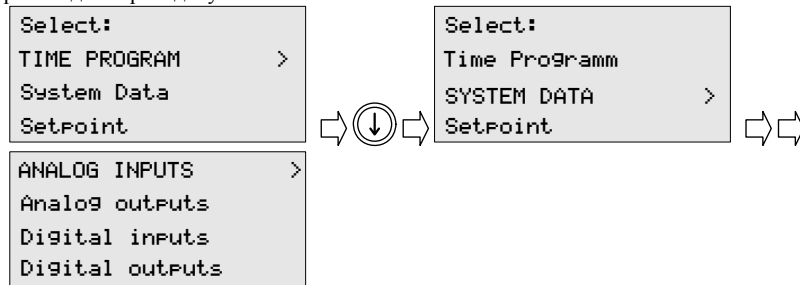 Select:
TIME PROGRAM >
System Data
Setpoint
Select:
Time Programm
SYSTEM DATA >
Setpoint
ANALOG INPUTS >
Analog outputs
Digital inputs
Digital outputs